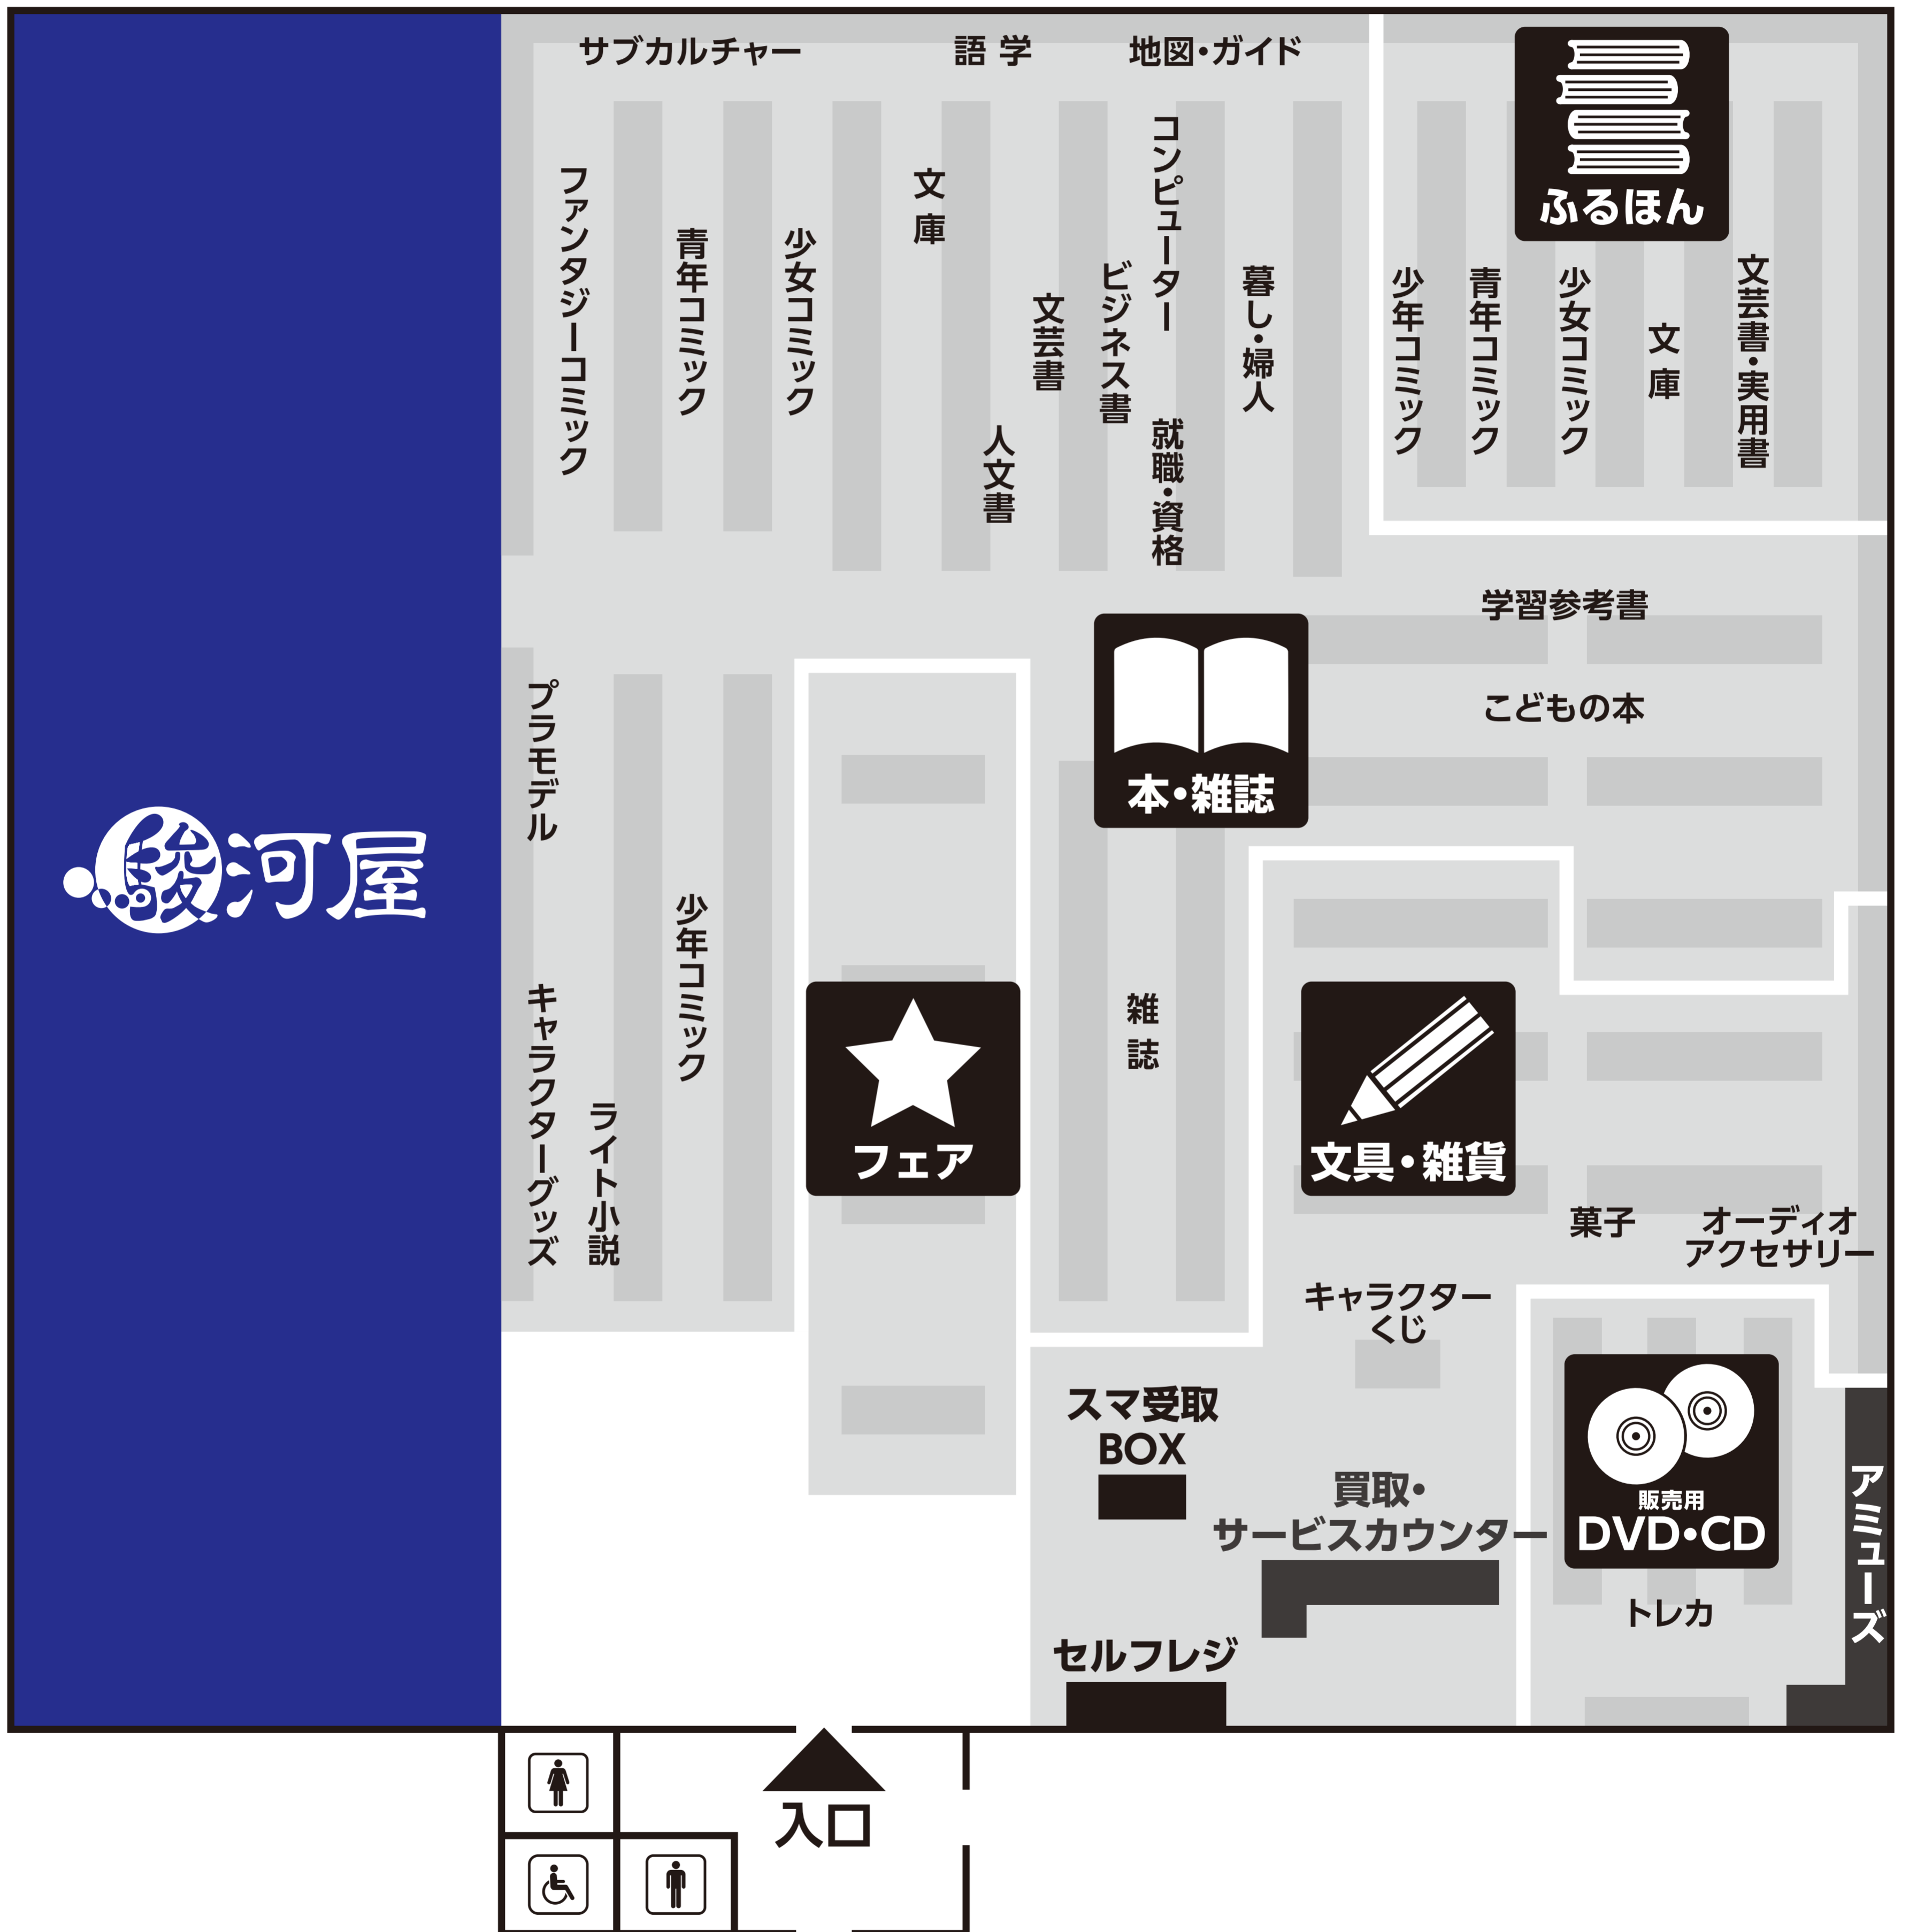 サブカルチャー
語学
地図・ガイド
ふるほん
ファンタジーコミック
青年コミック
少女コミック
文庫
人文書
文芸書
ビジネス書
コンピューター
就職・資格
暮し・婦人
少年コミック
青年コミック
少女コミック
文庫
文芸書・実用書
学習参考書
こどもの本
本・雑誌
駿河屋
プラモデル
キャラクターグッズ
ライト小説
少年コミック
フェア
雑誌
文具・雑貨
菓子
オーディオ
アクセサリー
キャラクター
くじ
スマ受取
BOX
買取・
サービスカウンター
セルフレジ
販売用
DVD・CD
トレカ
アミューズ
入口